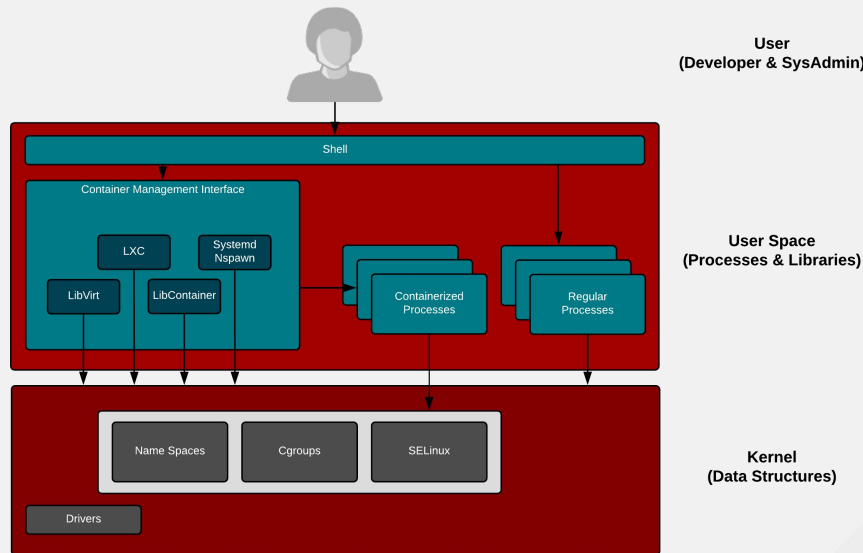 User
(Developer & SysAdmin)
Shell
Container Management Interface
LXC
Systemd
Nspawn
LibVirt
LibContainer
Containerized
Processes
Regular
Processes
User Space
(Processes & Libraries)
Name Spaces
Cgroups
SELinux
Drivers
Kernel
(Data Structures)